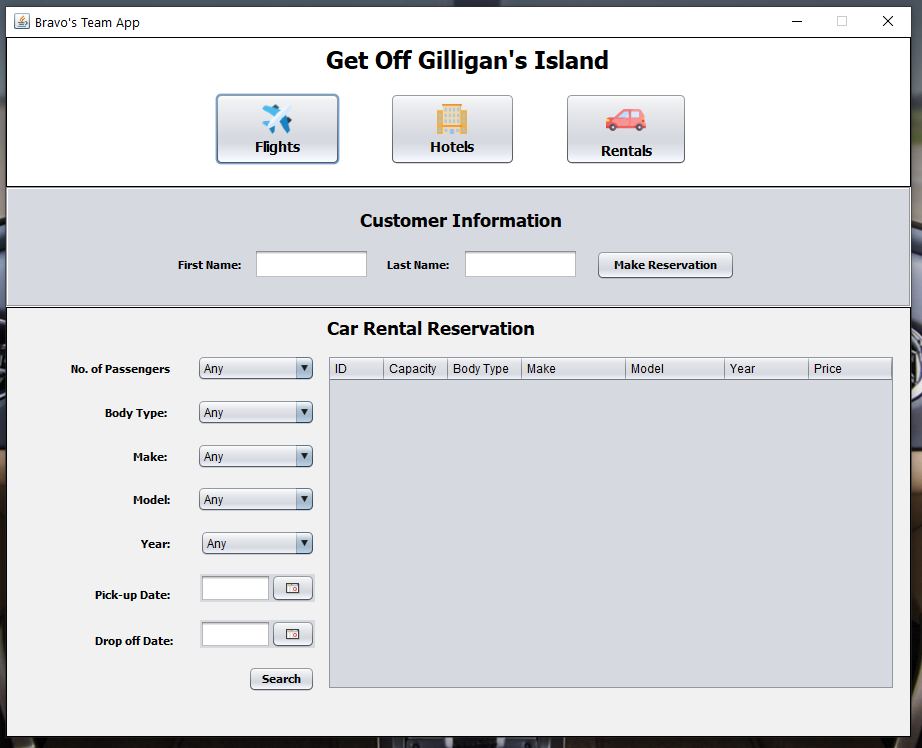 Bravo's Team App
Get Off Gilligan's Island
Flights
Hotels
Rentals
Customer Information
First Name:
Last Name:
Make Reservation
Car Rental Reservation
No. of Passengers
Any
Body Type:
Any
Make:
Any
Model:
Any
Year:
Any
Pick-up Date:
Drop off Date:
Search
ID Capacity Body Type Make Model Year Price